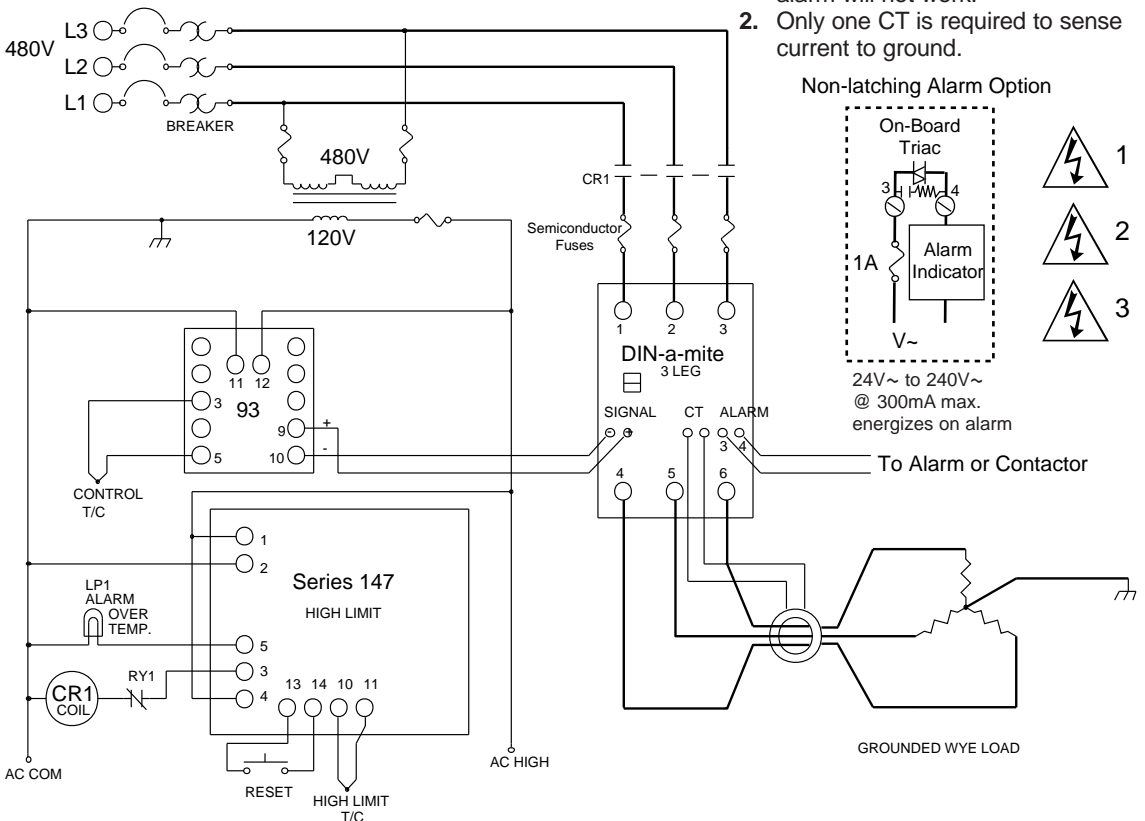 alarm will not work.
2. Only one CT is required to sense
current to ground.
Non-latching Alarm Option
On-Board
Triac
3
4
1A
Alarm
Indicator
V~
24V~ to 240V~
@ 300mA max.
energizes on alarm
1
2
3
480V
L3
L2
L1
BREAKER
480V
120V
CR1
Semiconductor
Fuses
1
2
3
DIN-a-mite
3 LEG
SIGNAL
CT
ALARM
-
+
3
4
4
5
6
To Alarm or Contactor
11
12
3
93
9
+
5
10
-
CONTROL
T/C
1
2
Series 147
HIGH LIMIT
LP1
ALARM
OVER
TEMP.
5
3
4
RY1
CR1
COIL
13
14
10
11
AC COM
RESET
HIGH LIMIT
T/C
AC HIGH
GROUNDED WYE LOAD